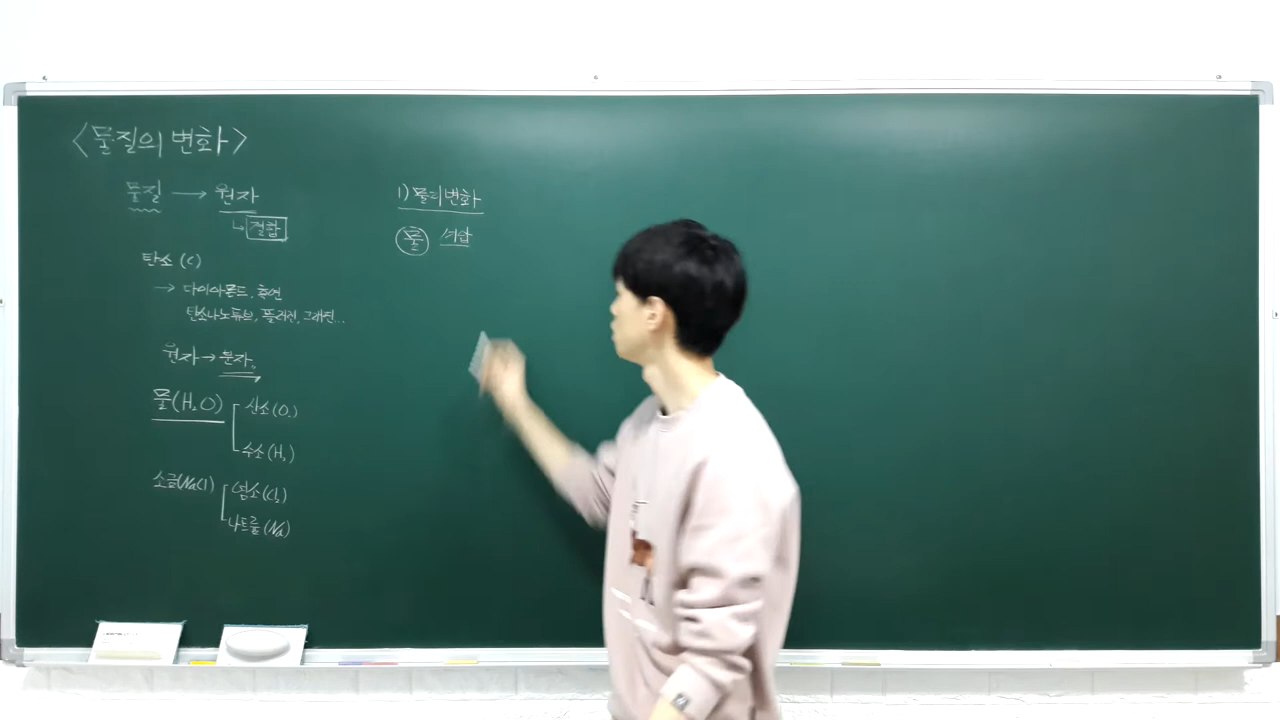 <물질의 변화>
물질 → 원자
↳ 결합
탄소 (C)
→ 다이아몬드, 흑연
탄소나노튜브, 풀러렌, 그래핀...
원자 → 분자
물(H₂O)
산소(O₂)
수소(H₂)
소금(NaCl)
염소(Cl₂)
나트륨(Na)
1) 물리변화
물